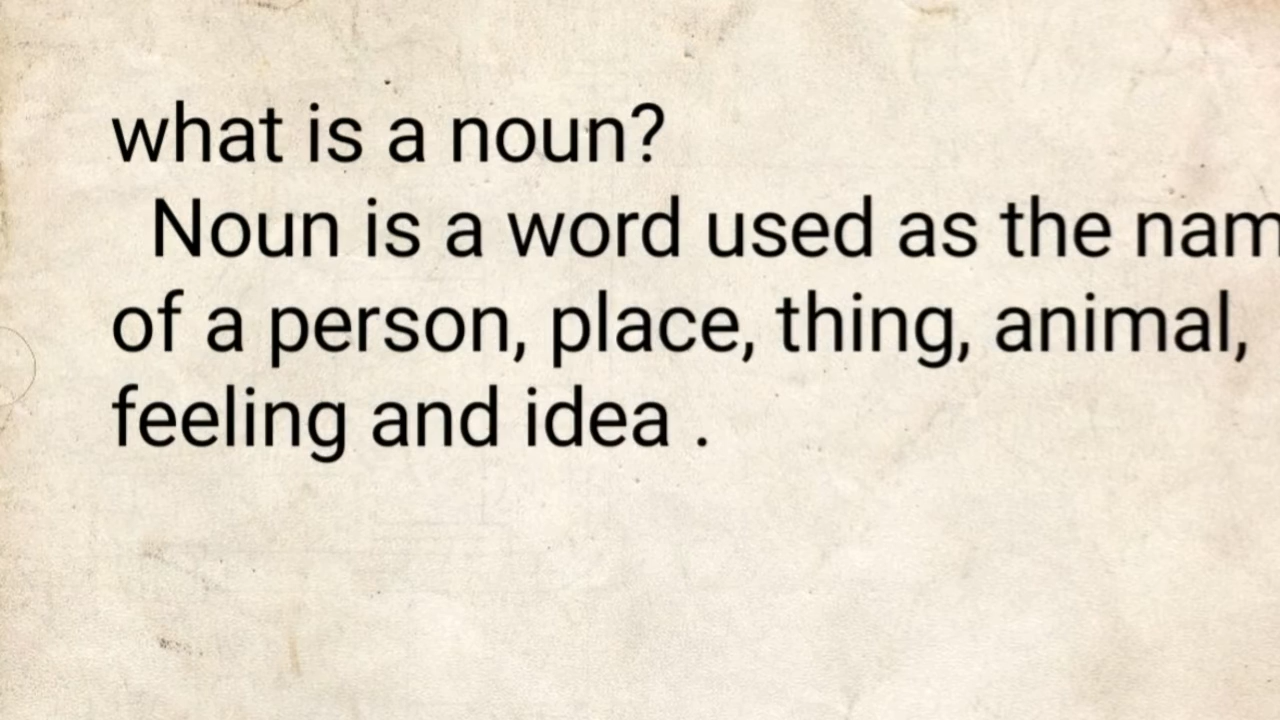 what is a noun?
Noun is a word used as the nam
of a person, place, thing, animal,
feeling and idea .